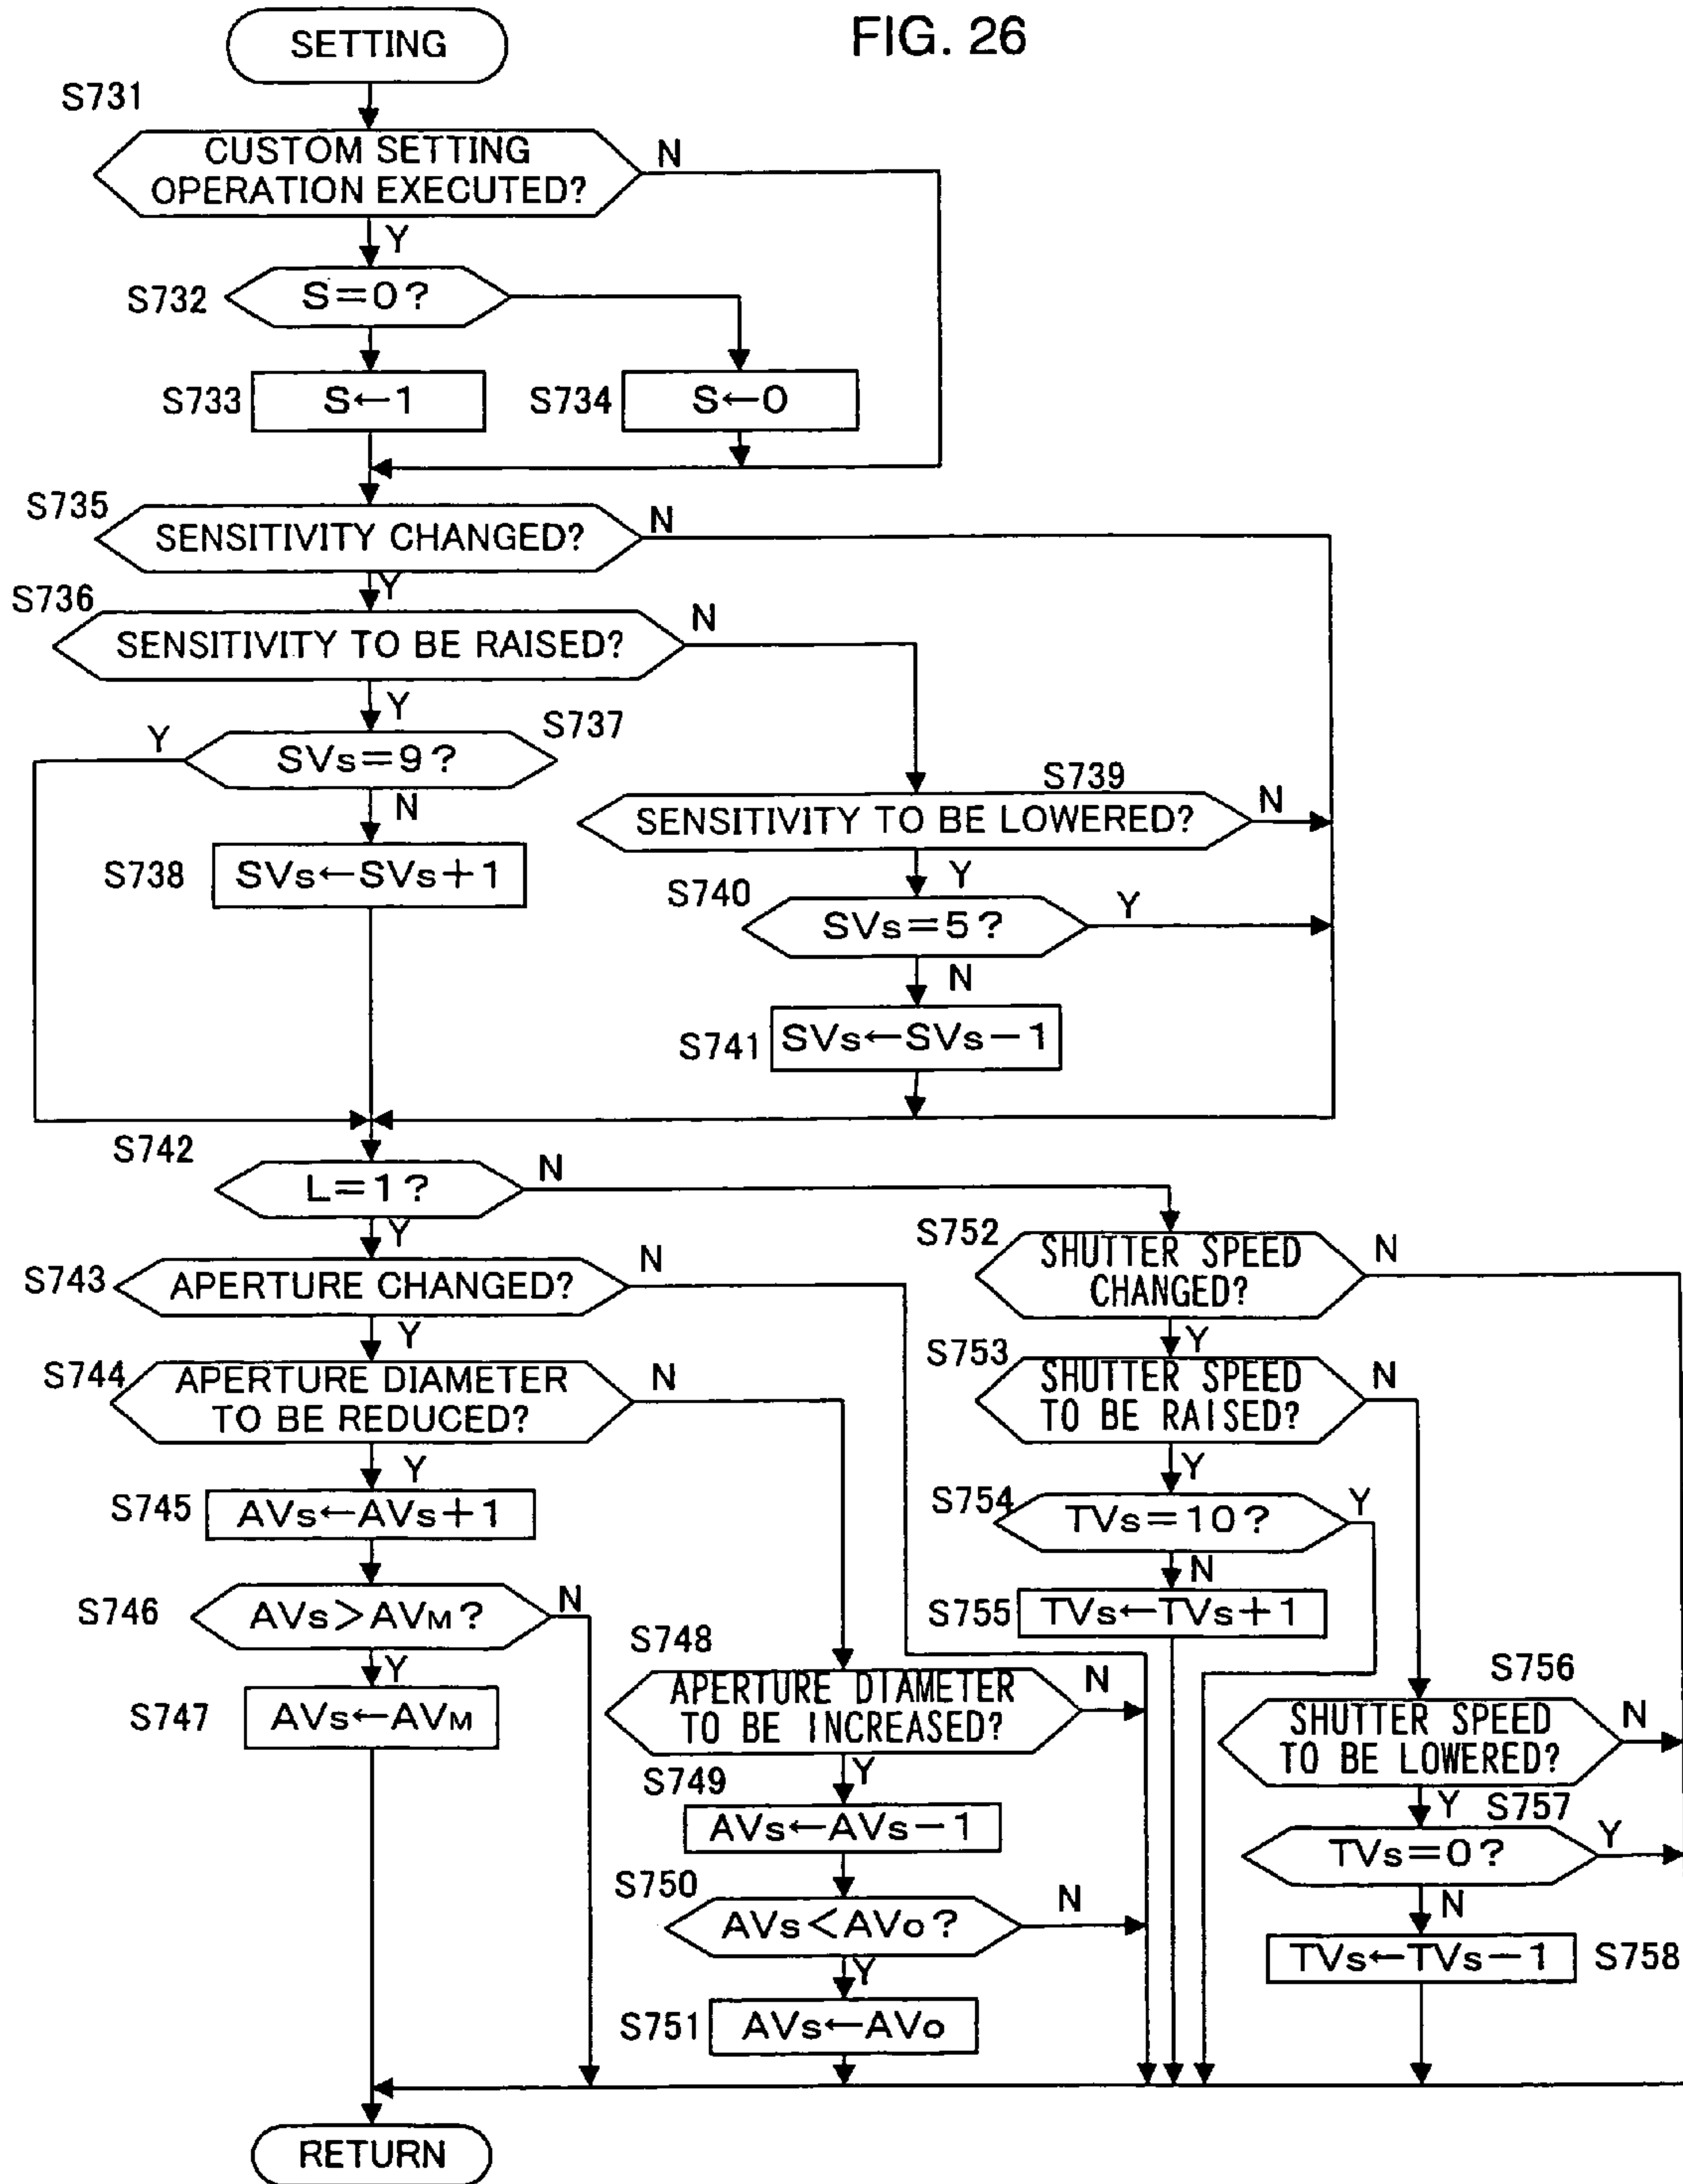 FIG. 26
SETTING
S731
CUSTOM SETTING
OPERATION EXECUTED?
N
Y
S732
S=0?
S733
S←1
S734
S←0
S735
SENSITIVITY CHANGED?
N
Y
S736
SENSITIVITY TO BE RAISED?
N
Y
S737
Y
SVs=9?
N
S738
SVs←SVs+1
S739
SENSITIVITY TO BE LOWERED?
N
Y
S740
SVs=5?
Y
N
S741
SVs←SVs-1
S742
L=1?
N
Y
S743
APERTURE CHANGED?
N
Y
S744
APERTURE DIAMETER
TO BE REDUCED?
N
Y
S745
AVs←AVs+1
S746
AVs>AVM?
N
Y
S747
AVs←AVM
S748
APERTURE DIAMETER
TO BE INCREASED?
N
Y
S749
AVs←AVs-1
S750
AVs<AVo?
N
Y
S751
AVs←AVo
S752
SHUTTER SPEED
CHANGED?
N
Y
S753
SHUTTER SPEED
TO BE RAISED?
N
Y
S754
TVs=10?
Y
N
S755
TVs←TVs+1
S756
SHUTTER SPEED
TO BE LOWERED?
N
Y
S757
TVs=0?
Y
N
TVs←TVs-1
S758
RETURN